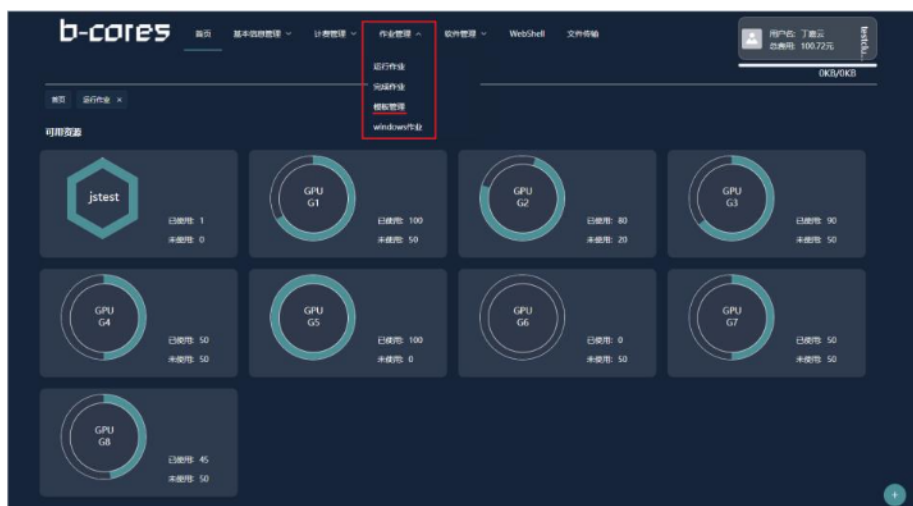 b-cores 首页 基本信息管理 计费管理 作业管理 软件管理 WebShell 文件传输
用户名: 丁磊云
总费用: 100.72元
testclu...
0KB/0KB
运行作业
完成作业
模板管理
windows作业
首页 运行作业 ×
可用资源
jstest
已使用: 1
未使用: 0
GPU
G1
已使用: 100
未使用: 50
GPU
G2
已使用: 80
未使用: 20
GPU
G3
已使用: 90
未使用: 50
GPU
G4
已使用: 50
未使用: 50
GPU
G5
已使用: 100
未使用: 0
GPU
G6
已使用: 0
未使用: 50
GPU
G7
已使用: 50
未使用: 50
GPU
G8
已使用: 45
未使用: 50